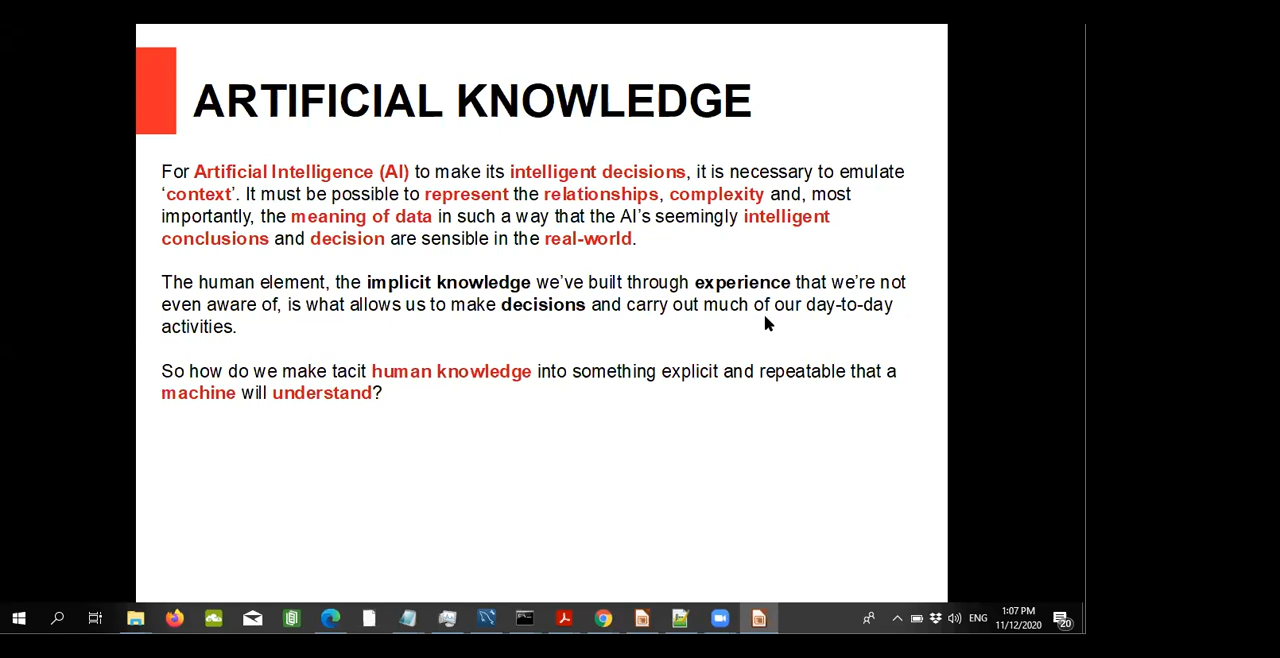 ARTIFICIAL KNOWLEDGE
For Artificial Intelligence (AI) to make its intelligent decisions, it is necessary to emulate
‘context’. It must be possible to represent the relationships, complexity and, most
importantly, the meaning of data in such a way that the AI’s seemingly intelligent
conclusions and decision are sensible in the real-world.
The human element, the implicit knowledge we’ve built through experience that we’re not
even aware of, is what allows us to make decisions and carry out much of our day-to-day
activities.
So how do we make tacit human knowledge into something explicit and repeatable that a
machine will understand?
ENG
1:07 PM
11/12/2020
20